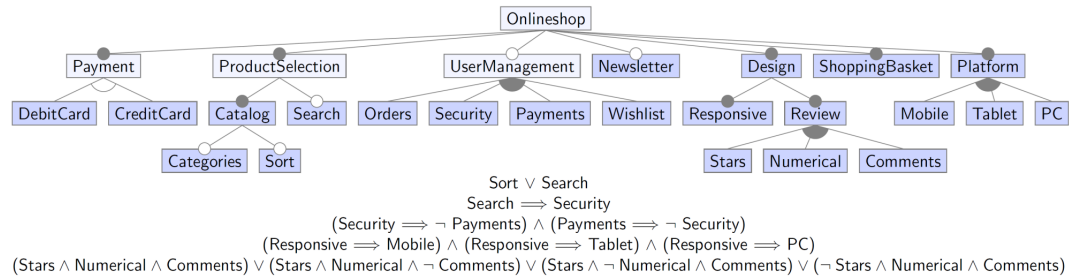 Onlineshop
Payment ProductSelection UserManagement Newsletter Design ShoppingBasket Platform
DebitCard CreditCard Catalog Search Orders Security Payments Wishlist Responsive Review Mobile Tablet PC
Categories Sort Stars Numerical Comments
Sort ∨ Search
Search ⟹ Security
(Security ⟹ ¬ Payments) ∧ (Payments ⟹ ¬ Security)
(Responsive ⟹ Mobile) ∧ (Responsive ⟹ Tablet) ∧ (Responsive ⟹ PC)
(Stars ∧ Numerical ∧ Comments) ∨ (Stars ∧ Numerical ∧ ¬ Comments) ∨ (Stars ∧ ¬ Numerical ∧ Comments) ∨ (¬ Stars ∧ Numerical ∧ Comments)